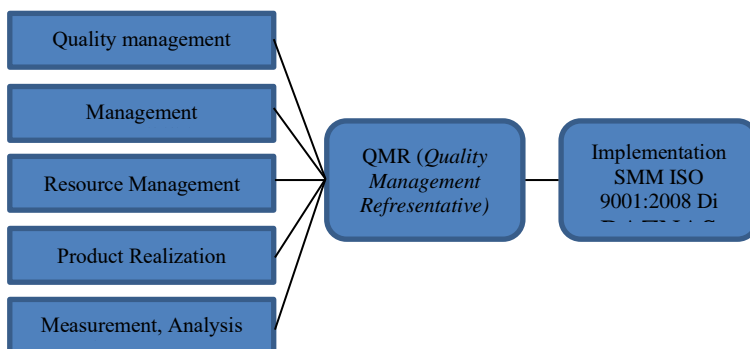 Quality management
Management
Resource Management
Product Realization
Measurement, Analysis
QMR (Quality
Management
Refresentative)
Implementation
SMM ISO
9001:2008 Di